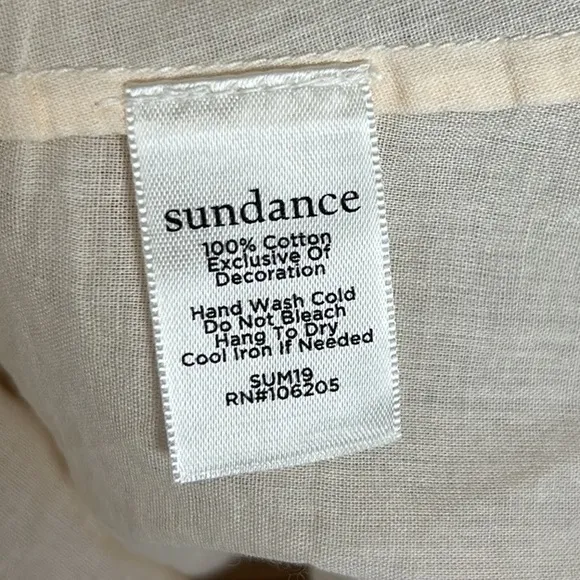 sundance
100% Cotton
Exclusive Of
Decoration
Hand Wash Cold
Do Not Bleach
Hang To Dry
Cool Iron If Needed
SUM19
RN#106205